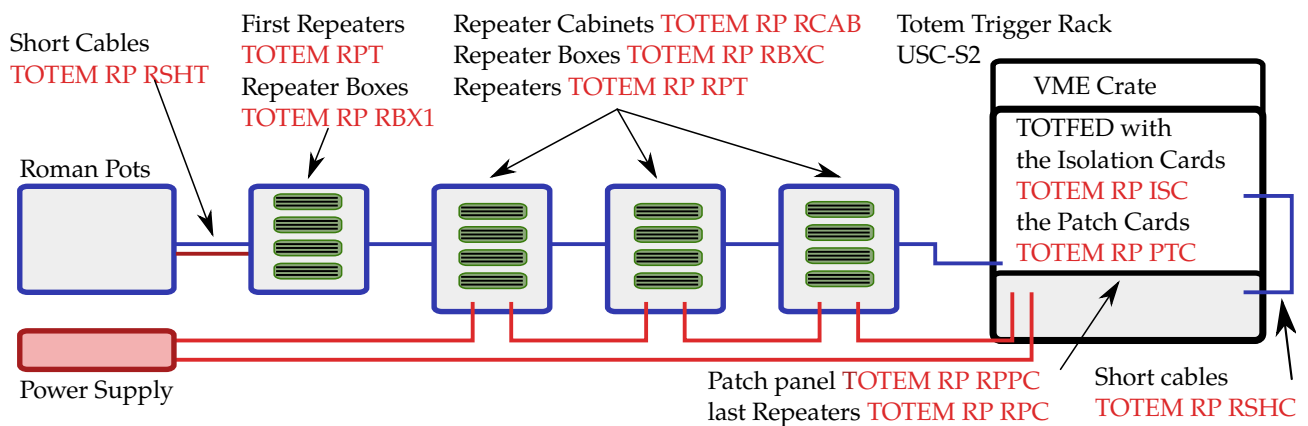 Short Cables
TOTEM RP RSHT
First Repeaters
TOTEM RPT
Repeater Boxes
TOTEM RP RBX1
Repeater Cabinets TOTEM RP RCAB
Repeater Boxes TOTEM RP RBXC
Repeaters TOTEM RP RPT
Totem Trigger Rack
USC-S2
VME Crate
TOTFED with
the Isolation Cards
TOTEM RP ISC
the Patch Cards
TOTEM RP PTC
Roman Pots
Power Supply
Patch panel TOTEM RP RPPC
last Repeaters TOTEM RP RPC
Short cables
TOTEM RP RSHC